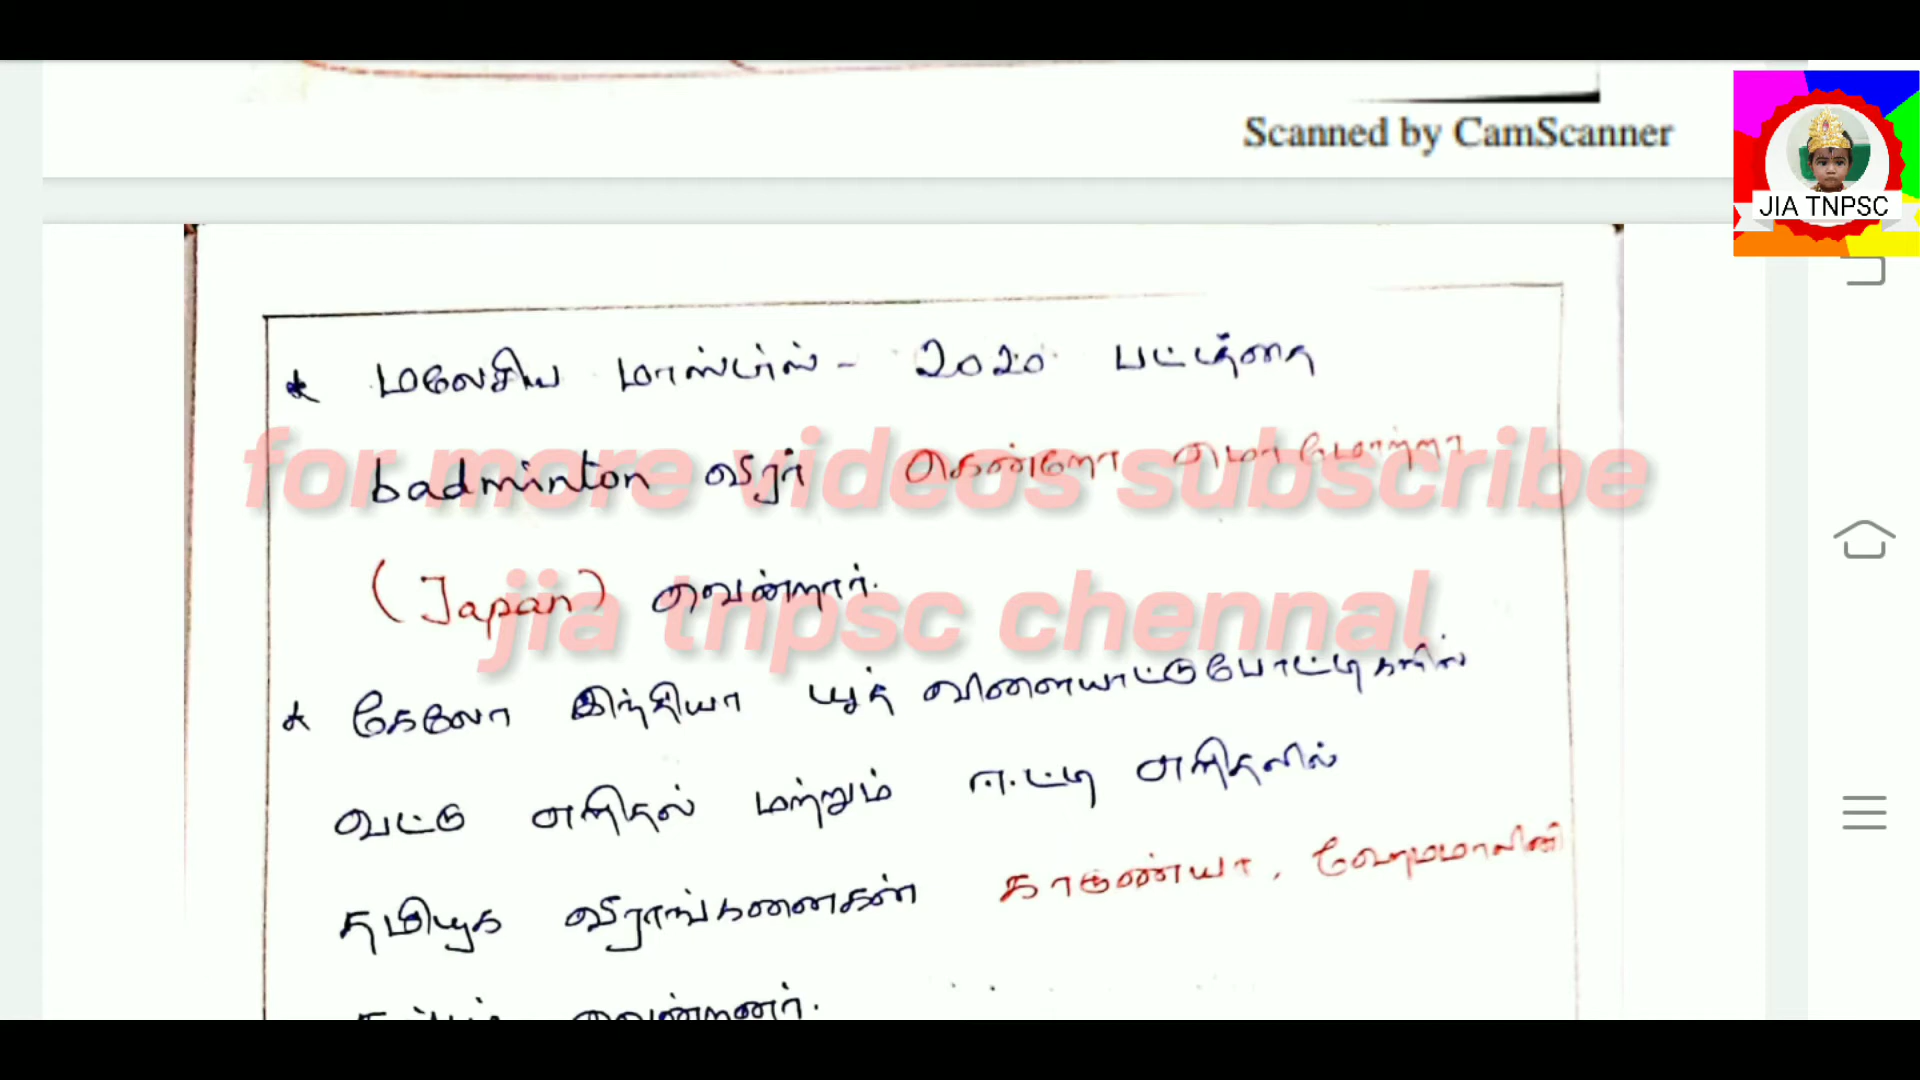 Scanned by CamScanner
JIA TNPSC
* மலேசிய மாஸ்டர்ஸ் - 2020 பட்டத்தை
badminton வீரர் கென்றோ மொமோட்டா
(Japan) வென்றார்.
* கேலோ இந்தியா யூத் விளையாட்டுபோட்டிகளில்
வட்டு எறிதல் மற்றும் ஈட்டி எறிதலில்
தமிழக வீராங்கனைகள் காருண்யா, ஹேமமாலினி
வென்றனர்.
for more videos subscribe
jia tnpsc chennal